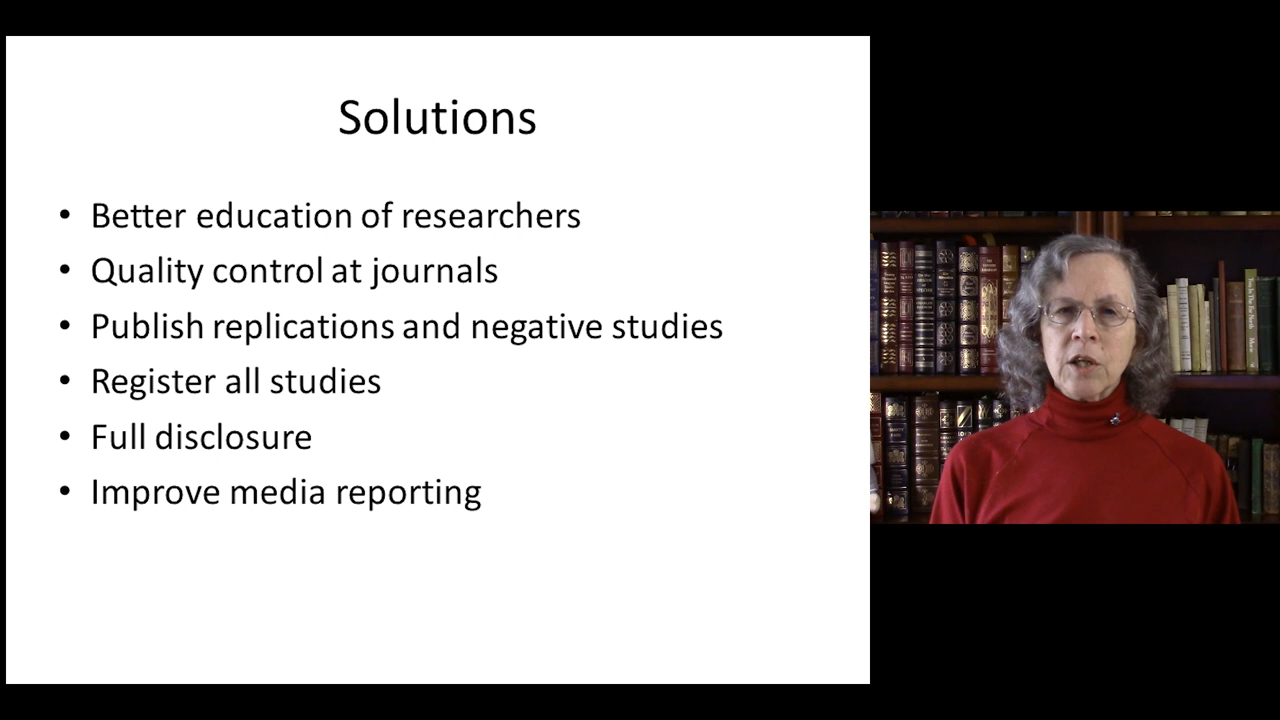 Solutions
• Better education of researchers
• Quality control at journals
• Publish replications and negative studies
• Register all studies
• Full disclosure
• Improve media reporting